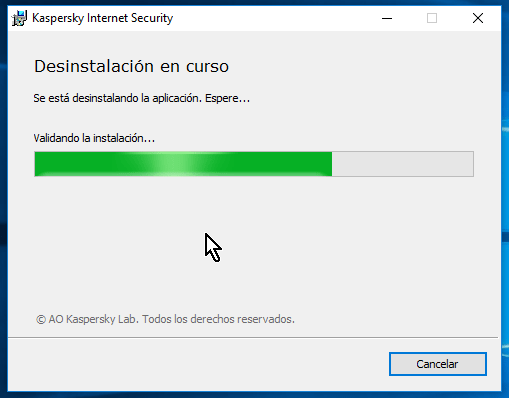 Kaspersky Internet Security
Desinstalación en curso
Se está desinstalando la aplicación. Espere...
Validando la instalación...
© AO Kaspersky Lab. Todos los derechos reservados.
Cancelar